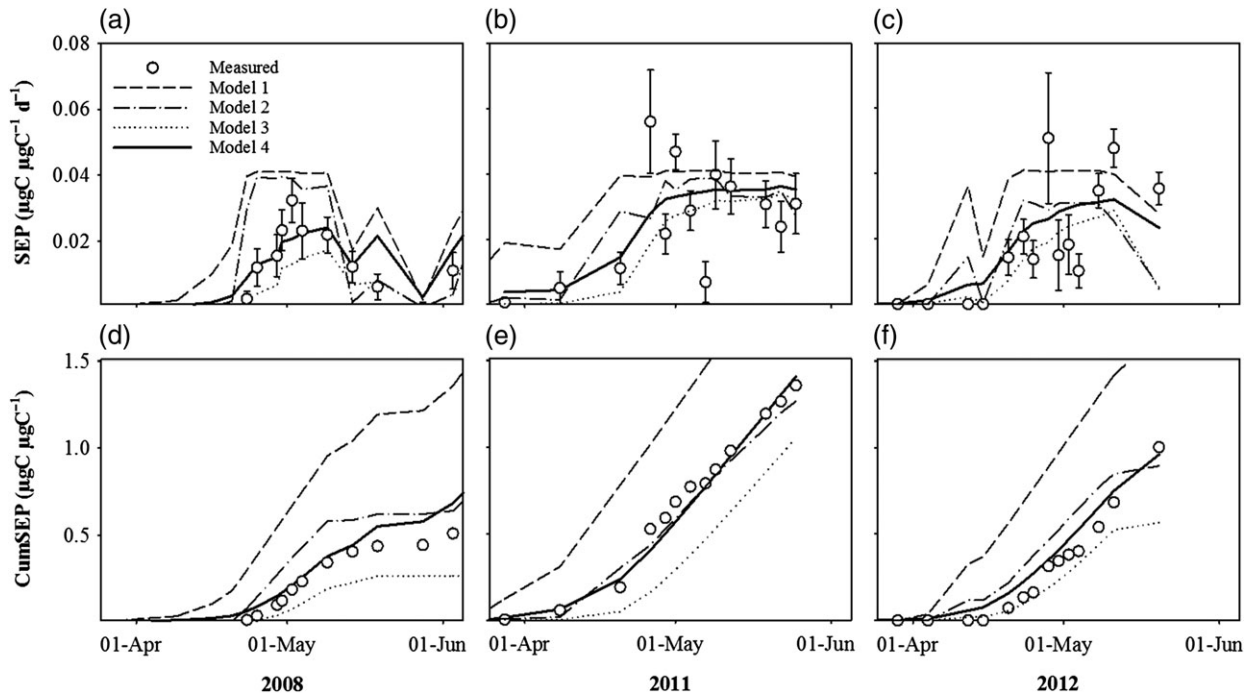 (a) (b) (c)
0.08
0.06
0.04
0.02
SEP (μgC μgC⁻¹ d⁻¹)
Measured
Model 1
Model 2
Model 3
Model 4
(d) (e) (f)
1.5
1.0
0.5
CumSEP (μgC μgC⁻¹)
01-Apr 01-May 01-Jun 01-May 01-Jun 01-Apr 01-May 01-Jun
2008 2011 2012